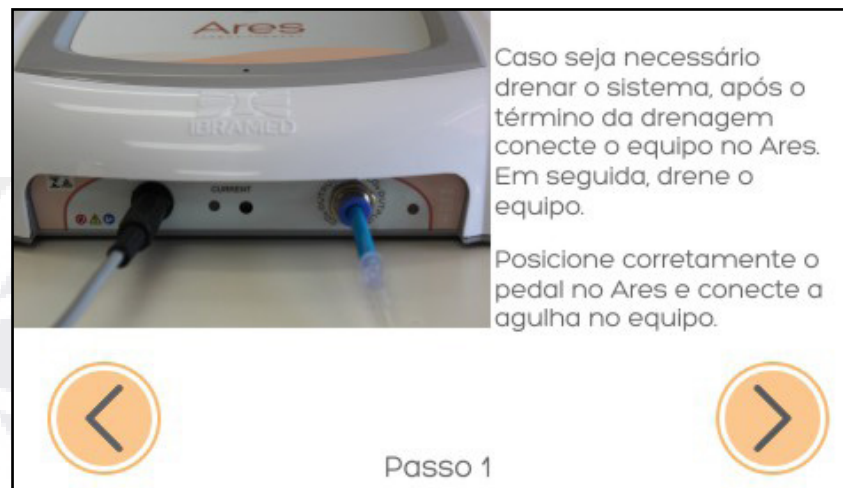 Ares
IBRAMED
CURRENT
Caso seja necessário
drenar o sistema, após o
término da drenagem
conecte o equipo no Ares.
Em seguida, drene o
equipo.
Posicione corretamente o
pedal no Ares e conecte a
agulha no equipo.
Passo 1